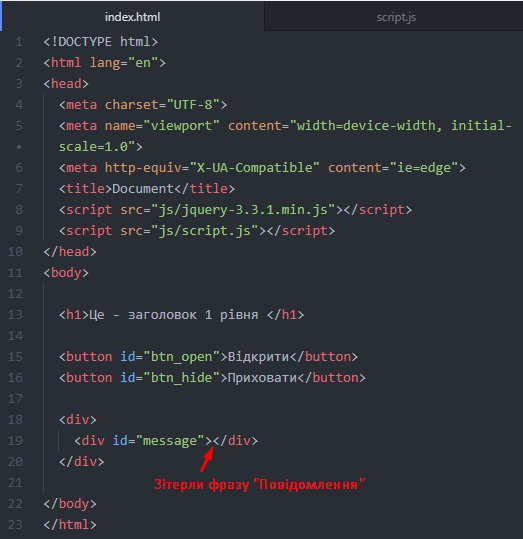 index.html script.js
1 <!DOCTYPE html>
2 <html lang="en">
3 <head>
4 <meta charset="UTF-8">
5 <meta name="viewport" content="width=device-width, initial-
• scale=1.0">
6 <meta http-equiv="X-UA-Compatible" content="ie=edge">
7 <title>Document</title>
8 <script src="js/jquery-3.3.1.min.js"></script>
9 <script src="js/script.js"></script>
10 </head>
11 <body>
12
13 <h1>Це - заголовок 1 рівня </h1>
14
15 <button id="btn_open">Відкрити</button>
16 <button id="btn_hide">Приховати</button>
17
18 <div>
19 <div id="message"></div>
20 </div>
21 Зітерли фразу "Повідомлення"
22 </body>
23 </html>